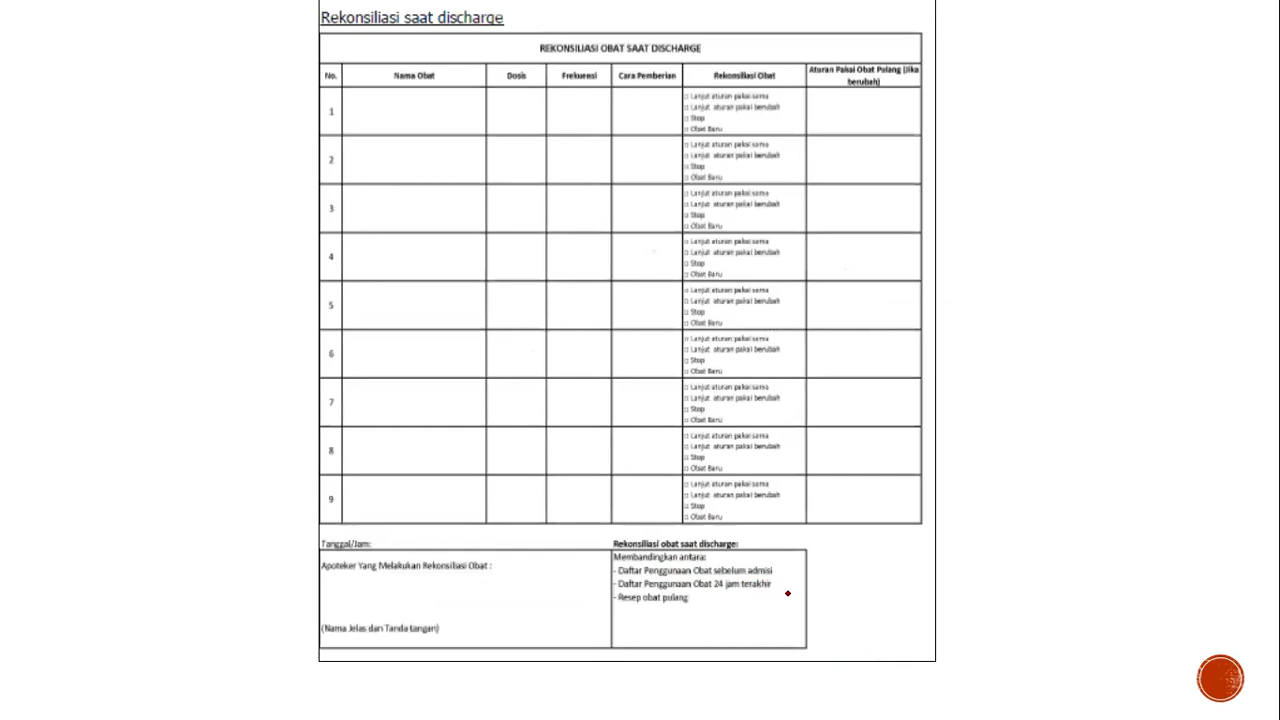 Rekonsiliasi saat discharge
REKONSILIASI OBAT SAAT DISCHARGE
No. Nama Obat Dosis Frekuensi Cara Pemberian Rekonsiliasi Obat Aturan Pakai Obat Pulang (Jika
berubah)
1
□ Lanjut aturan pakai sama
□ Lanjut aturan pakai berubah
□ Stop
□ Obat Baru
2
□ Lanjut aturan pakai sama
□ Lanjut aturan pakai berubah
□ Stop
□ Obat Baru
3
□ Lanjut aturan pakai sama
□ Lanjut aturan pakai berubah
□ Stop
□ Obat Baru
4
□ Lanjut aturan pakai sama
□ Lanjut aturan pakai berubah
□ Stop
□ Obat Baru
5
□ Lanjut aturan pakai sama
□ Lanjut aturan pakai berubah
□ Stop
□ Obat Baru
6
□ Lanjut aturan pakai sama
□ Lanjut aturan pakai berubah
□ Stop
□ Obat Baru
7
□ Lanjut aturan pakai sama
□ Lanjut aturan pakai berubah
□ Stop
□ Obat Baru
8
□ Lanjut aturan pakai sama
□ Lanjut aturan pakai berubah
□ Stop
□ Obat Baru
9
□ Lanjut aturan pakai sama
□ Lanjut aturan pakai berubah
□ Stop
□ Obat Baru
Tanggal/Jam:
Apoteker Yang Melakukan Rekonsiliasi Obat :
(Nama Jelas dan Tanda tangan)
Rekonsiliasi obat saat discharge:
Membandingkan antara:
- Daftar Penggunaan Obat sebelum admisi
- Daftar Penggunaan Obat 24 jam terakhir
- Resep obat pulang